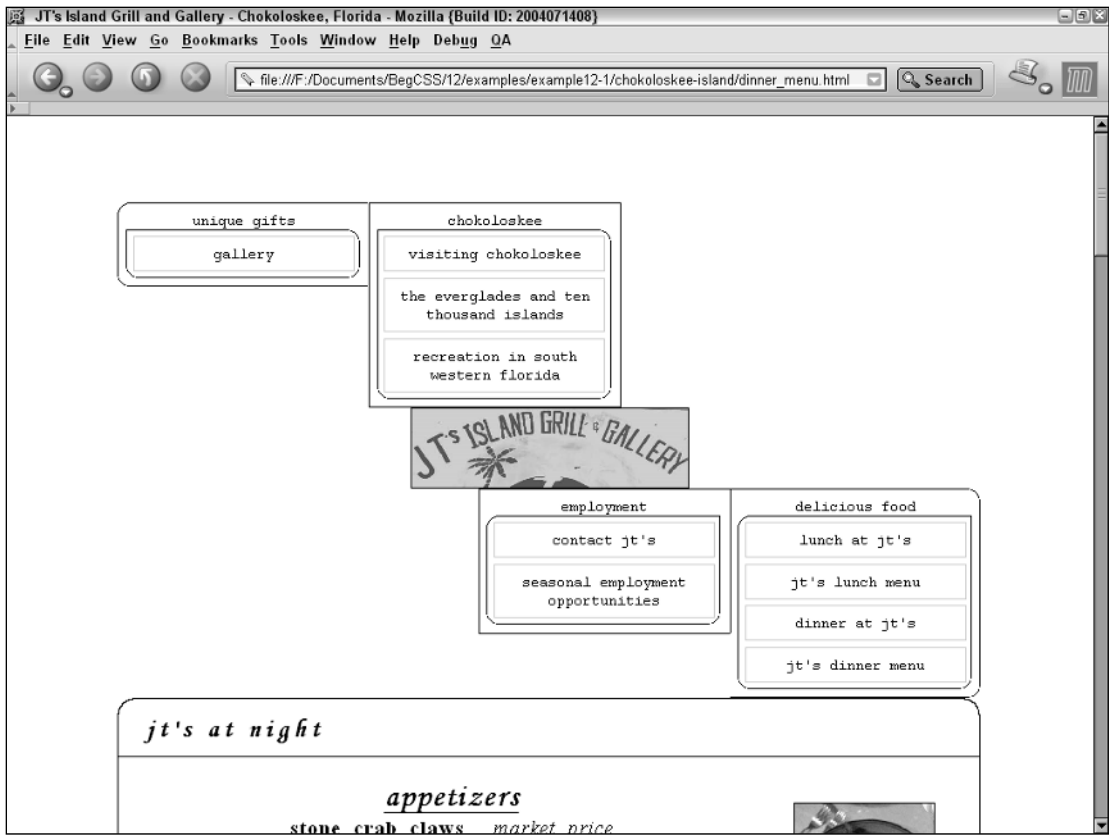 JT's Island Grill and Gallery - Chokoloskee, Florida - Mozilla {Build ID: 2004071408}
File Edit View Go Bookmarks Tools Window Help Debug QA
file:///F:/Documents/BegCSS/12/examples/example12-1/chokoloskee-island/dinner_menu.html Search
unique gifts
gallery
chokoloskee
visiting chokoloskee
the everglades and ten
thousand islands
recreation in south
western florida
JT's ISLAND GRILL & GALLERY
employment
contact jt's
seasonal employment
opportunities
delicious food
lunch at jt's
jt's lunch menu
dinner at jt's
jt's dinner menu
jt's at night
appetizers
stone crab claws market price